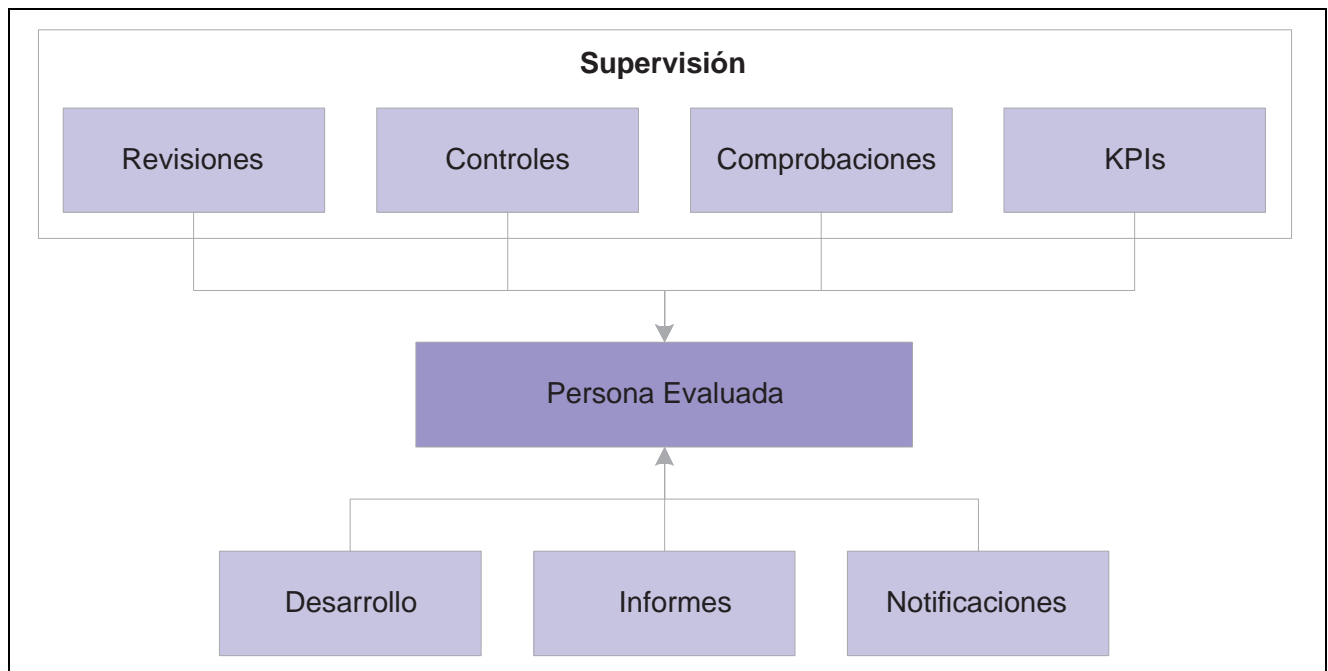 Supervisión
Revisiones
Controles
Comprobaciones
KPIs
Persona Evaluada
Desarrollo
Informes
Notificaciones